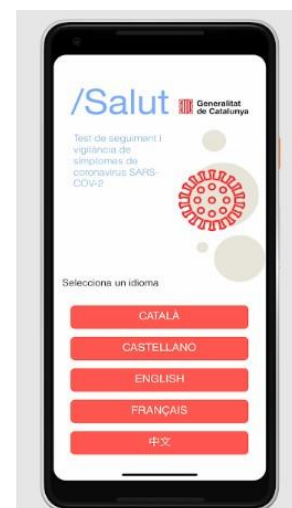 /Salut
Generalitat
de Catalunya
Test de seguiment i
vigilància de
símptomes de
coronavirus SARS-
COV-2
Selecciona un idioma
CATALÀ
CASTELLANO
ENGLISH
FRANÇAIS
中文